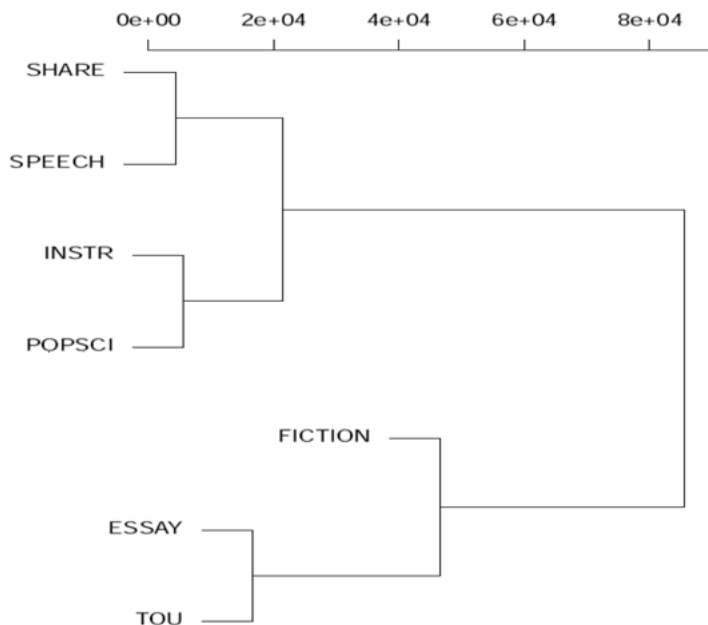 0e+00 2e+04 4e+04 6e+04 8e+04
SHARE
SPEECH
INSTR
POPSCI
FICTION
ESSAY
TOU